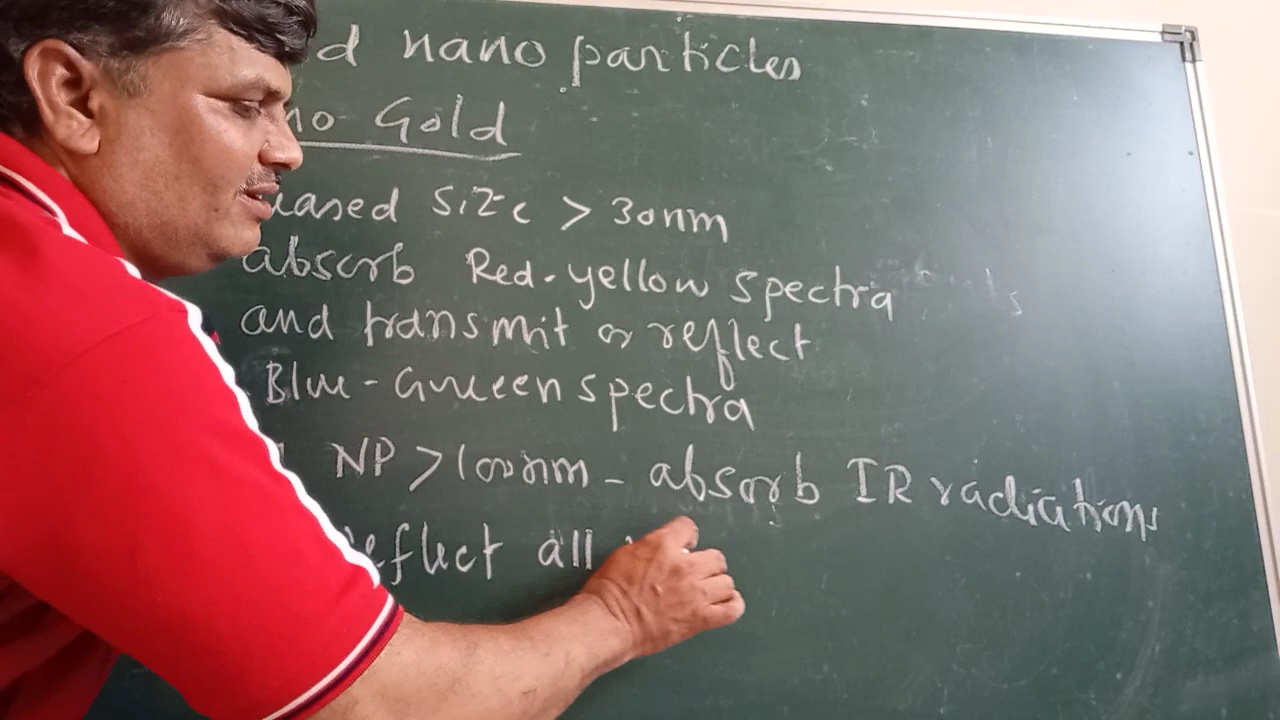 d nano particles
no Gold
eased size > 30nm
absorb Red-yellow spectra
and transmit or reflect
Blue-Green spectra
NP > 100nm - absorb IR radiations
eflect all